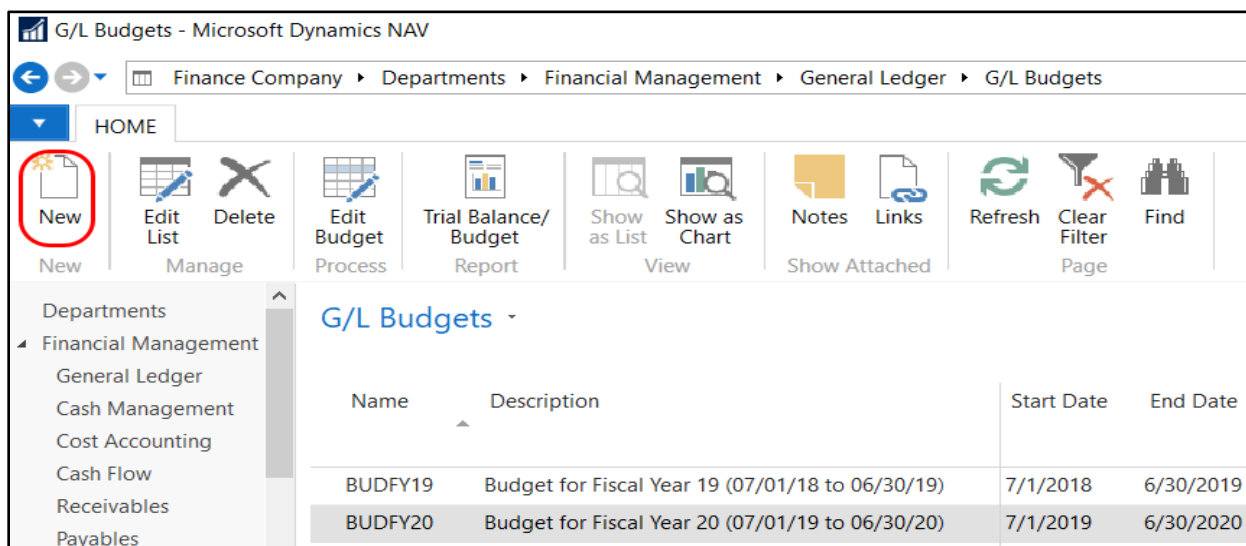 G/L Budgets - Microsoft Dynamics NAV
Finance Company ▸ Departments ▸ Financial Management ▸ General Ledger ▸ G/L Budgets
HOME
New
Edit List
Delete
Edit Budget
Trial Balance/ Budget
Show as List
Show as Chart
Notes
Links
Refresh
Clear Filter
Find
New
Manage
Process
Report
View
Show Attached
Page
Departments
Financial Management
General Ledger
Cash Management
Cost Accounting
Cash Flow
Receivables
Payables
G/L Budgets
Name Description Start Date End Date
BUDFY19 Budget for Fiscal Year 19 (07/01/18 to 06/30/19) 7/1/2018 6/30/2019
BUDFY20 Budget for Fiscal Year 20 (07/01/19 to 06/30/20) 7/1/2019 6/30/2020